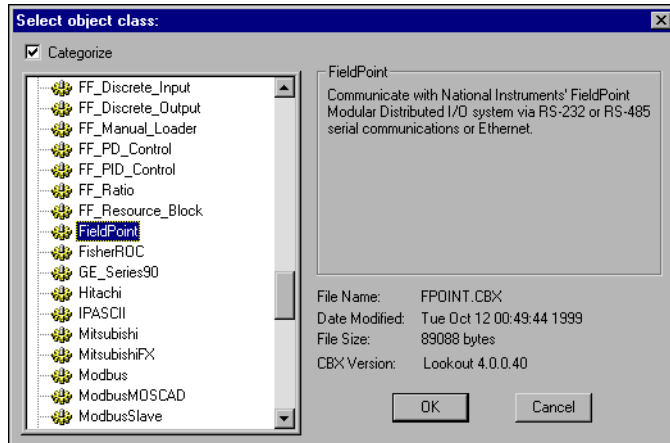 Select object class:
Categorize
FF_Discrete_Input
FF_Discrete_Output
FF_Manual_Loader
FF_PD_Control
FF_PID_Control
FF_Ratio
FF_Resource_Block
FieldPoint
FisherROC
GE_Series90
Hitachi
IPASCII
Mitsubishi
MitsubishiFX
Modbus
ModbusMOSCAD
ModbusSlave
FieldPoint
Communicate with National Instruments' FieldPoint
Modular Distributed I/O system via RS-232 or RS-485
serial communications or Ethernet.
File Name: FPOINT.CBX
Date Modified: Tue Oct 12 00:49:44 1999
File Size: 89088 bytes
CBX Version: Lookout 4.0.0.40
OK Cancel